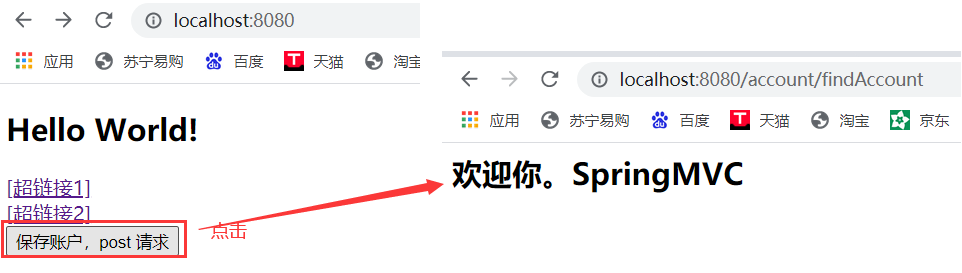 localhost:8080
应用 苏宁易购 百度 天猫 淘宝
Hello World!
[超链接1]
[超链接2]
保存账户，post 请求
点击
localhost:8080/account/findAccount
应用 苏宁易购 百度 天猫 淘宝 京东
欢迎你。SpringMVC